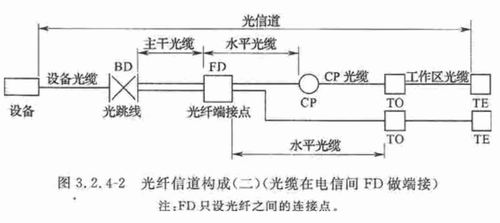 光信道
主干光缆 水平光缆
设备光缆 BD FD CP 光缆 工作区光缆
设备 光跳线 光纤端接点 CP TO TE
TO TE
水平光缆
图 3.2.4-2 光纤信道构成(二)(光缆在电信间 FD 做端接)
注:FD 只设光纤之间的连接点。